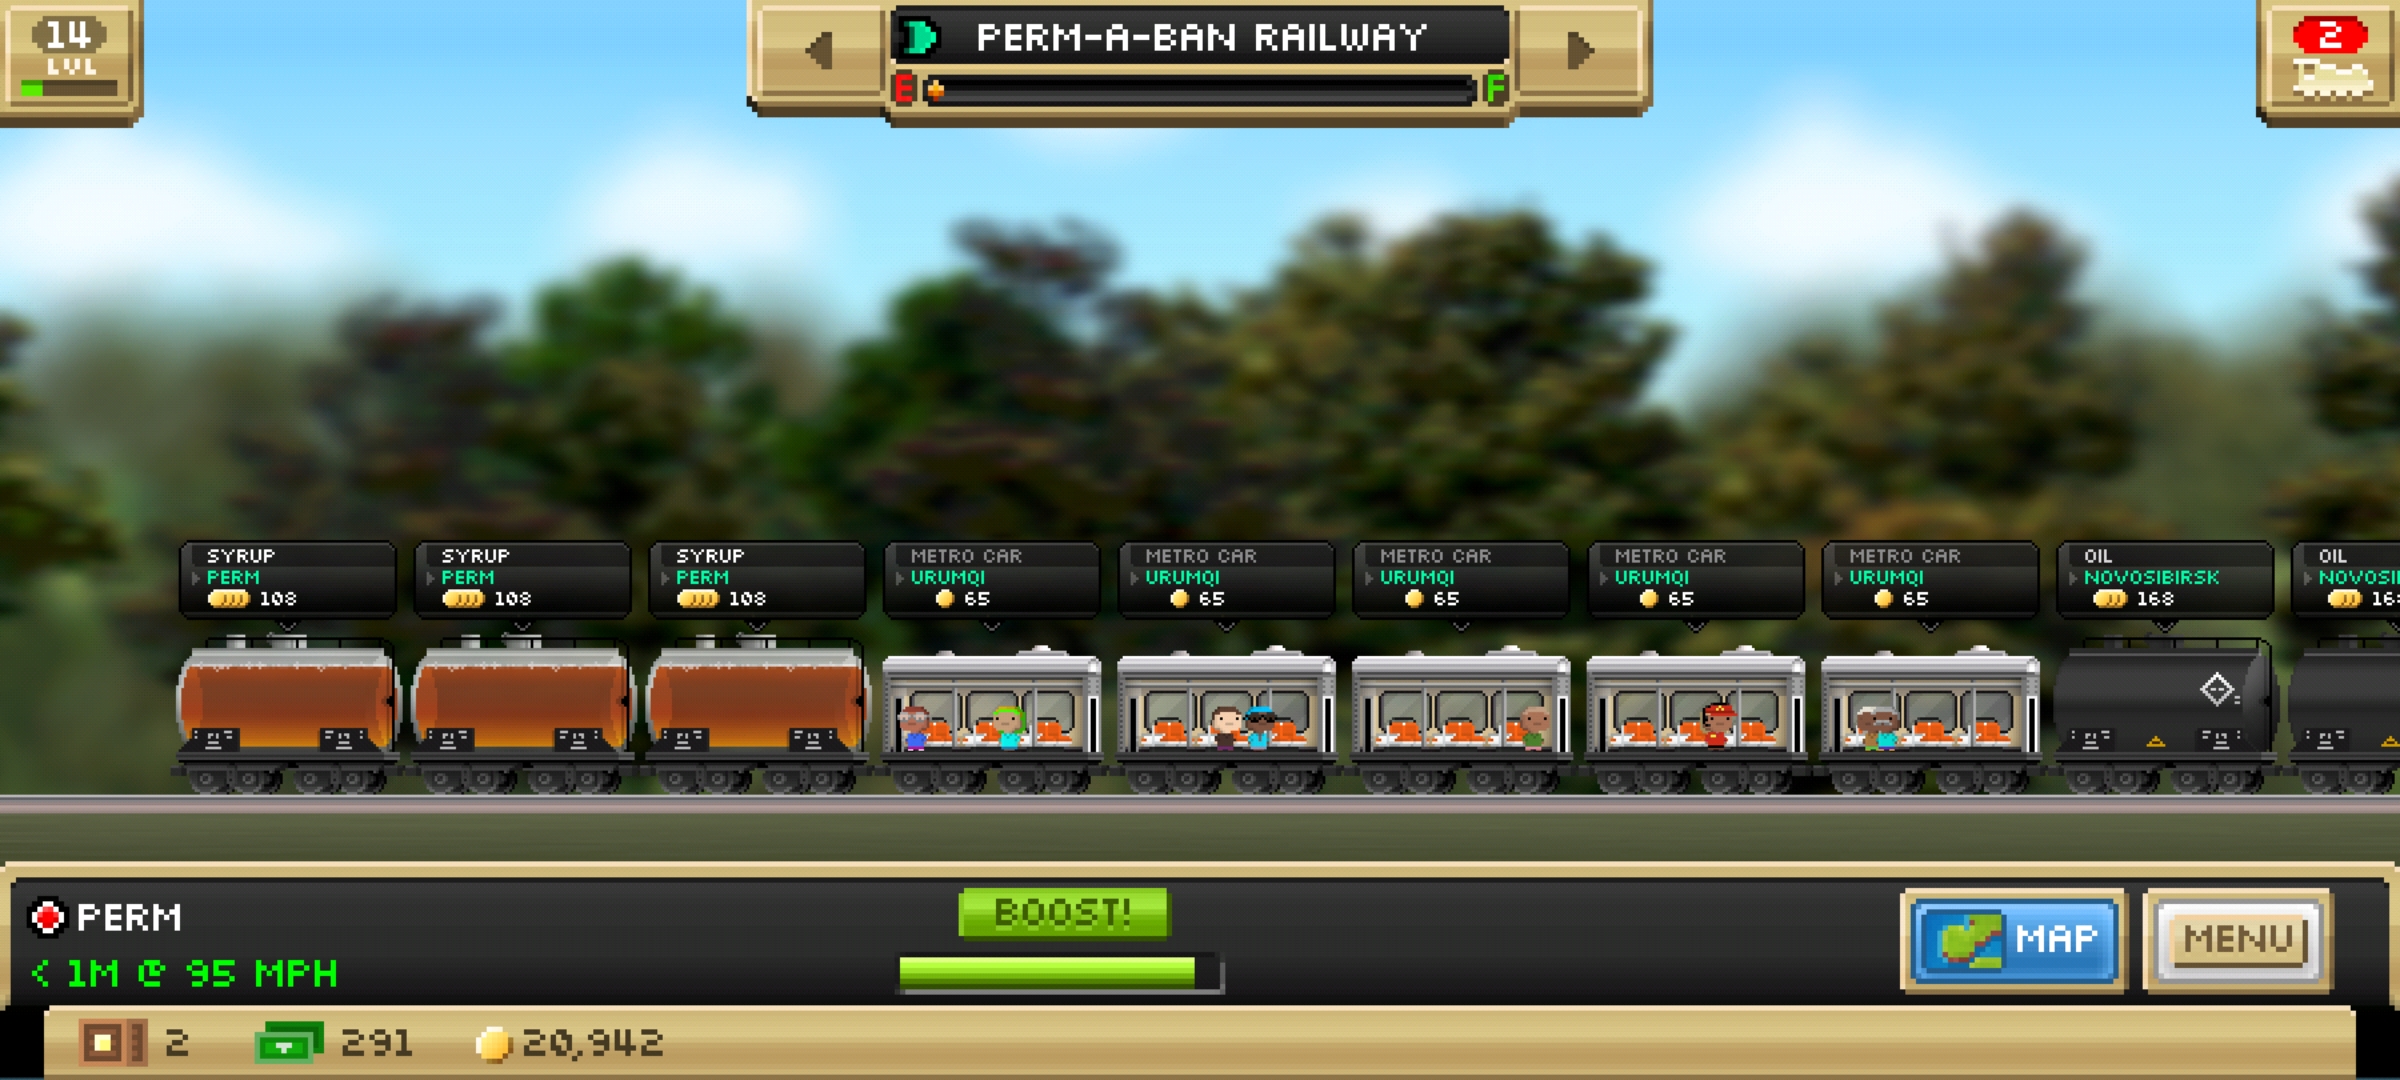 14
LVL
PERM-A-BAN RAILWAY
E F
2
SYRUP
PERM
108
SYRUP
PERM
108
SYRUP
PERM
108
METRO CAR
URUMQI
65
METRO CAR
URUMQI
65
METRO CAR
URUMQI
65
METRO CAR
URUMQI
65
METRO CAR
URUMQI
65
OIL
NOVOSIBIRSK
168
OIL
PERM
< 1M @ 95 MPH
BOOST!
MAP
MENU
2
291
20,942